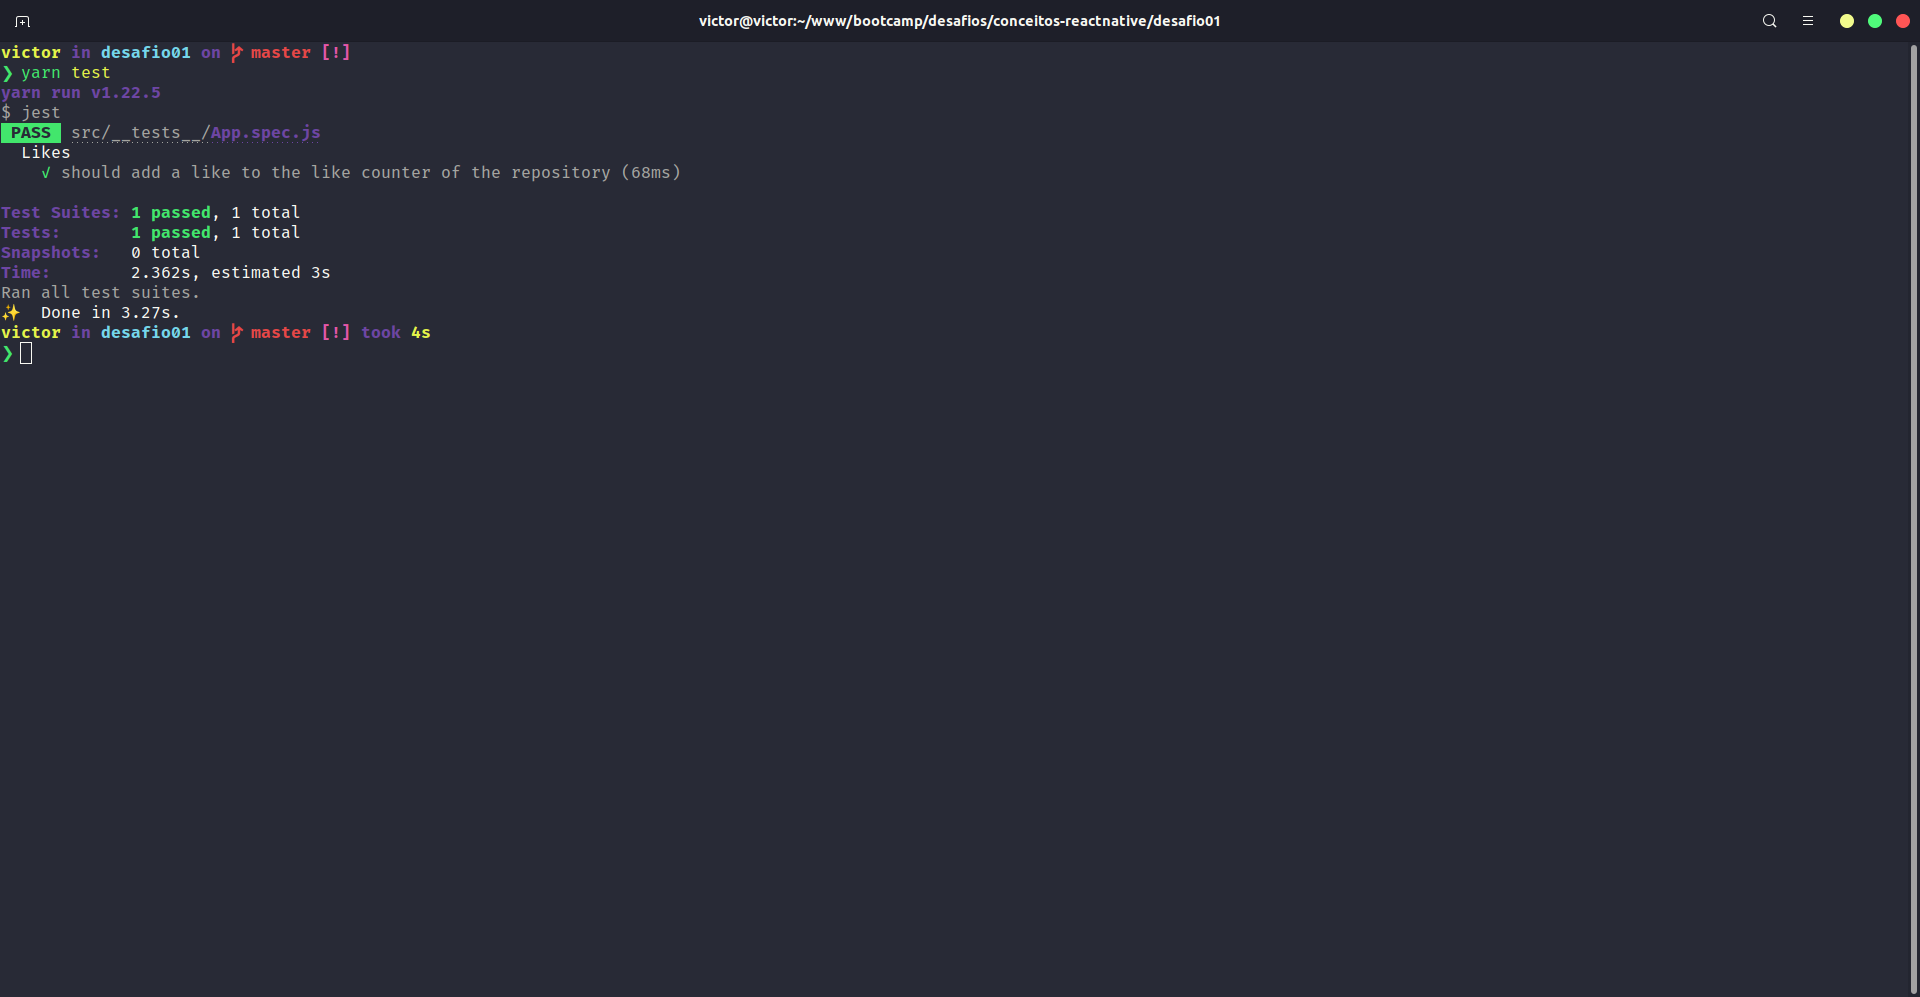 victor@victor:~/www/bootcamp/desafios/conceitos-reactnative/desafio01
victor in desafio01 on master [!]
❯ yarn test
yarn run v1.22.5
$ jest
PASS src/__tests__/App.spec.js
Likes
√ should add a like to the like counter of the repository (68ms)
Test Suites: 1 passed, 1 total
Tests: 1 passed, 1 total
Snapshots: 0 total
Time: 2.362s, estimated 3s
Ran all test suites.
✨ Done in 3.27s.
victor in desafio01 on master [!] took 4s
❯